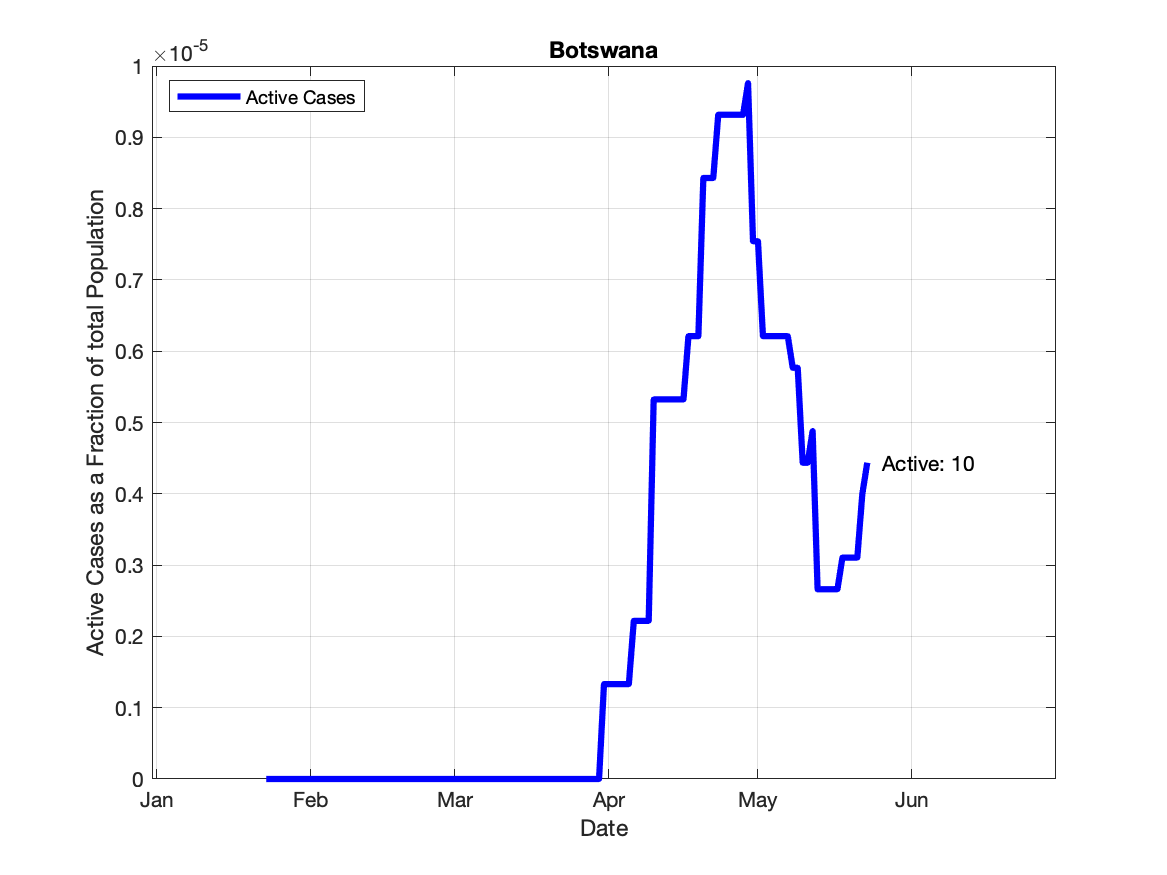 Botswana
×10-5
Active Cases
1
0.9
0.8
0.7
0.6
0.5
0.4
0.3
0.2
0.1
0
Active Cases as a Fraction of total Population
Active: 10
Jan Feb Mar Apr May Jun
Date